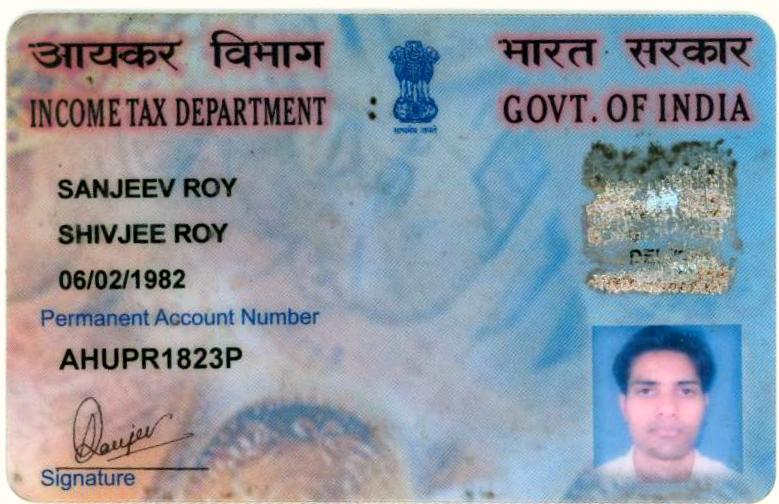 आयकर विभाग
INCOME TAX DEPARTMENT
भारत सरकार
GOVT. OF INDIA
सत्यमेव जयते
SANJEEV ROY
SHIVJEE ROY
06/02/1982
Permanent Account Number
AHUPR1823P
Sanjeev
Signature